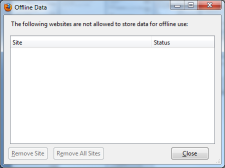 Offline Data
The following websites are not allowed to store data for offline use:
Site Status
Remove Site Remove All Sites Close